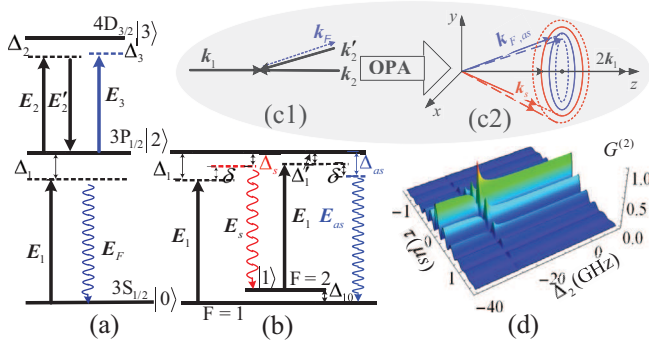 4D3/2 |3⟩
Δ2
Δ3
E2 E2′ E3
3P1/2 |2⟩
Δ1
E1 EF
3S1/2 |0⟩
(a)
Δ1 δ Δs Δ1′ δ Δas
E1 Es E1 Eas
|1⟩
F = 2
Δ10
F = 1
(b)
k1 kF k2′ k2
(c1)
OPA
y
kF,as
2k1
z
ks
x
(c2)
G(2)
1.0
0.5
0.0
-1
0
1
τ(μs)
-40
-20
0
Δ2(GHz)
(d)